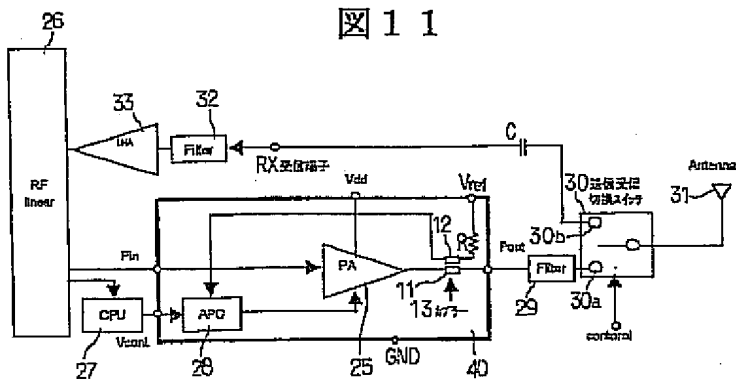 図11
26
33
LNA
32
Filter
RX受信端子
C
Antenna
31
30送信受信
切換スイッチ
30b
30a
RF
linear
Vdd
Vref
12
R
Pin
PA
Pout
11
13カプラー
Filter
29
control
CPU
27
Vcont.
APC
28
25
GND
40